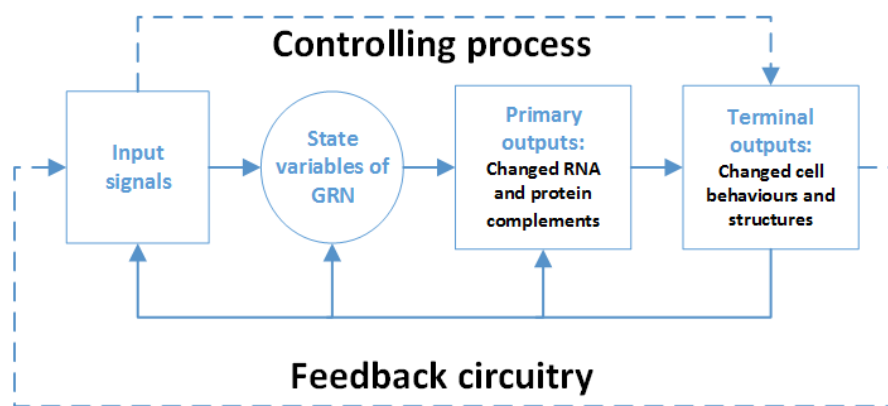 Controlling process
Input
signals
State
variables of
GRN
Primary
outputs:
Changed RNA
and protein
complements
Terminal
outputs:
Changed cell
behaviours and
structures
Feedback circuitry